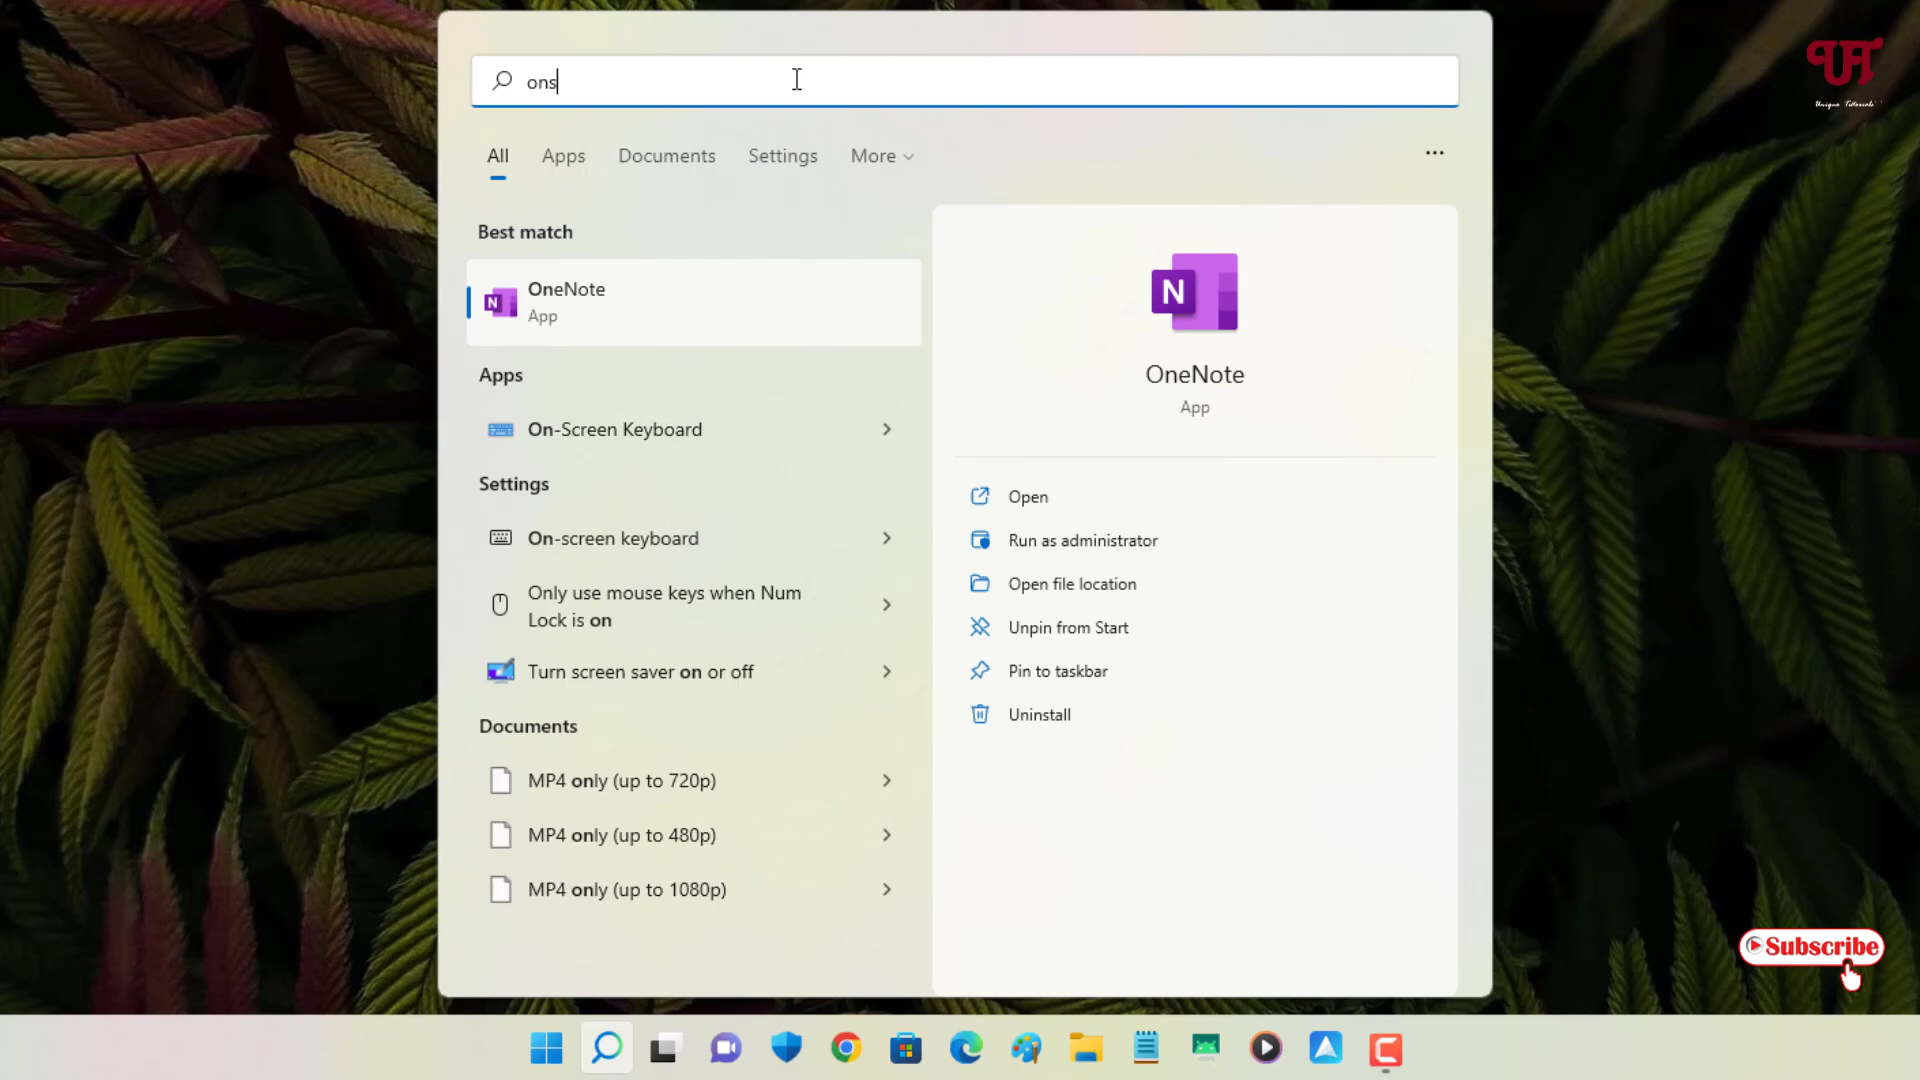 ons
All Apps Documents Settings More ...
Best match
OneNote
App
Apps
On-Screen Keyboard
Settings
On-screen keyboard
Only use mouse keys when Num
Lock is on
Turn screen saver on or off
Documents
MP4 only (up to 720p)
MP4 only (up to 480p)
MP4 only (up to 1080p)
N
OneNote
App
Open
Run as administrator
Open file location
Unpin from Start
Pin to taskbar
Uninstall
UT
Unique Tutorials
Subscribe